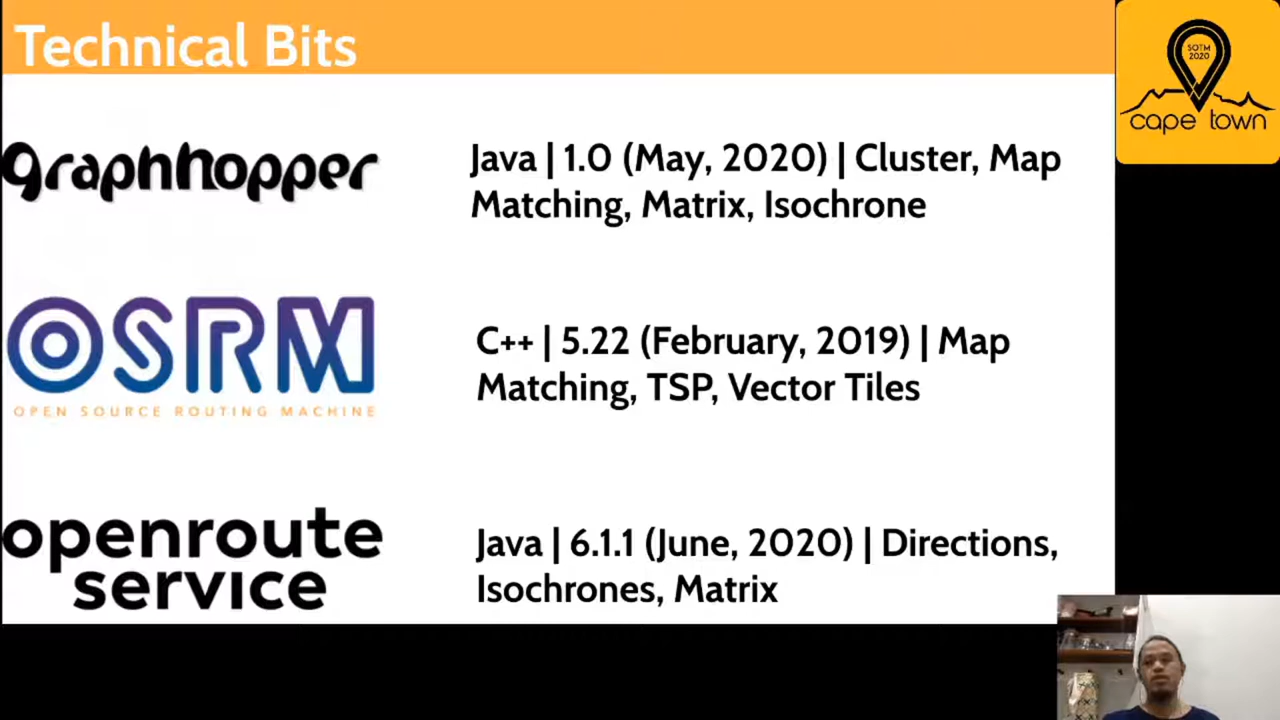 Technical Bits
SOTM
2020
cape town
graphhopper
Java | 1.0 (May, 2020) | Cluster, Map
Matching, Matrix, Isochrone
OSRM
OPEN SOURCE ROUTING MACHINE
C++ | 5.22 (February, 2019) | Map
Matching, TSP, Vector Tiles
openroute
service
Java | 6.1.1 (June, 2020) | Directions,
Isochrones, Matrix